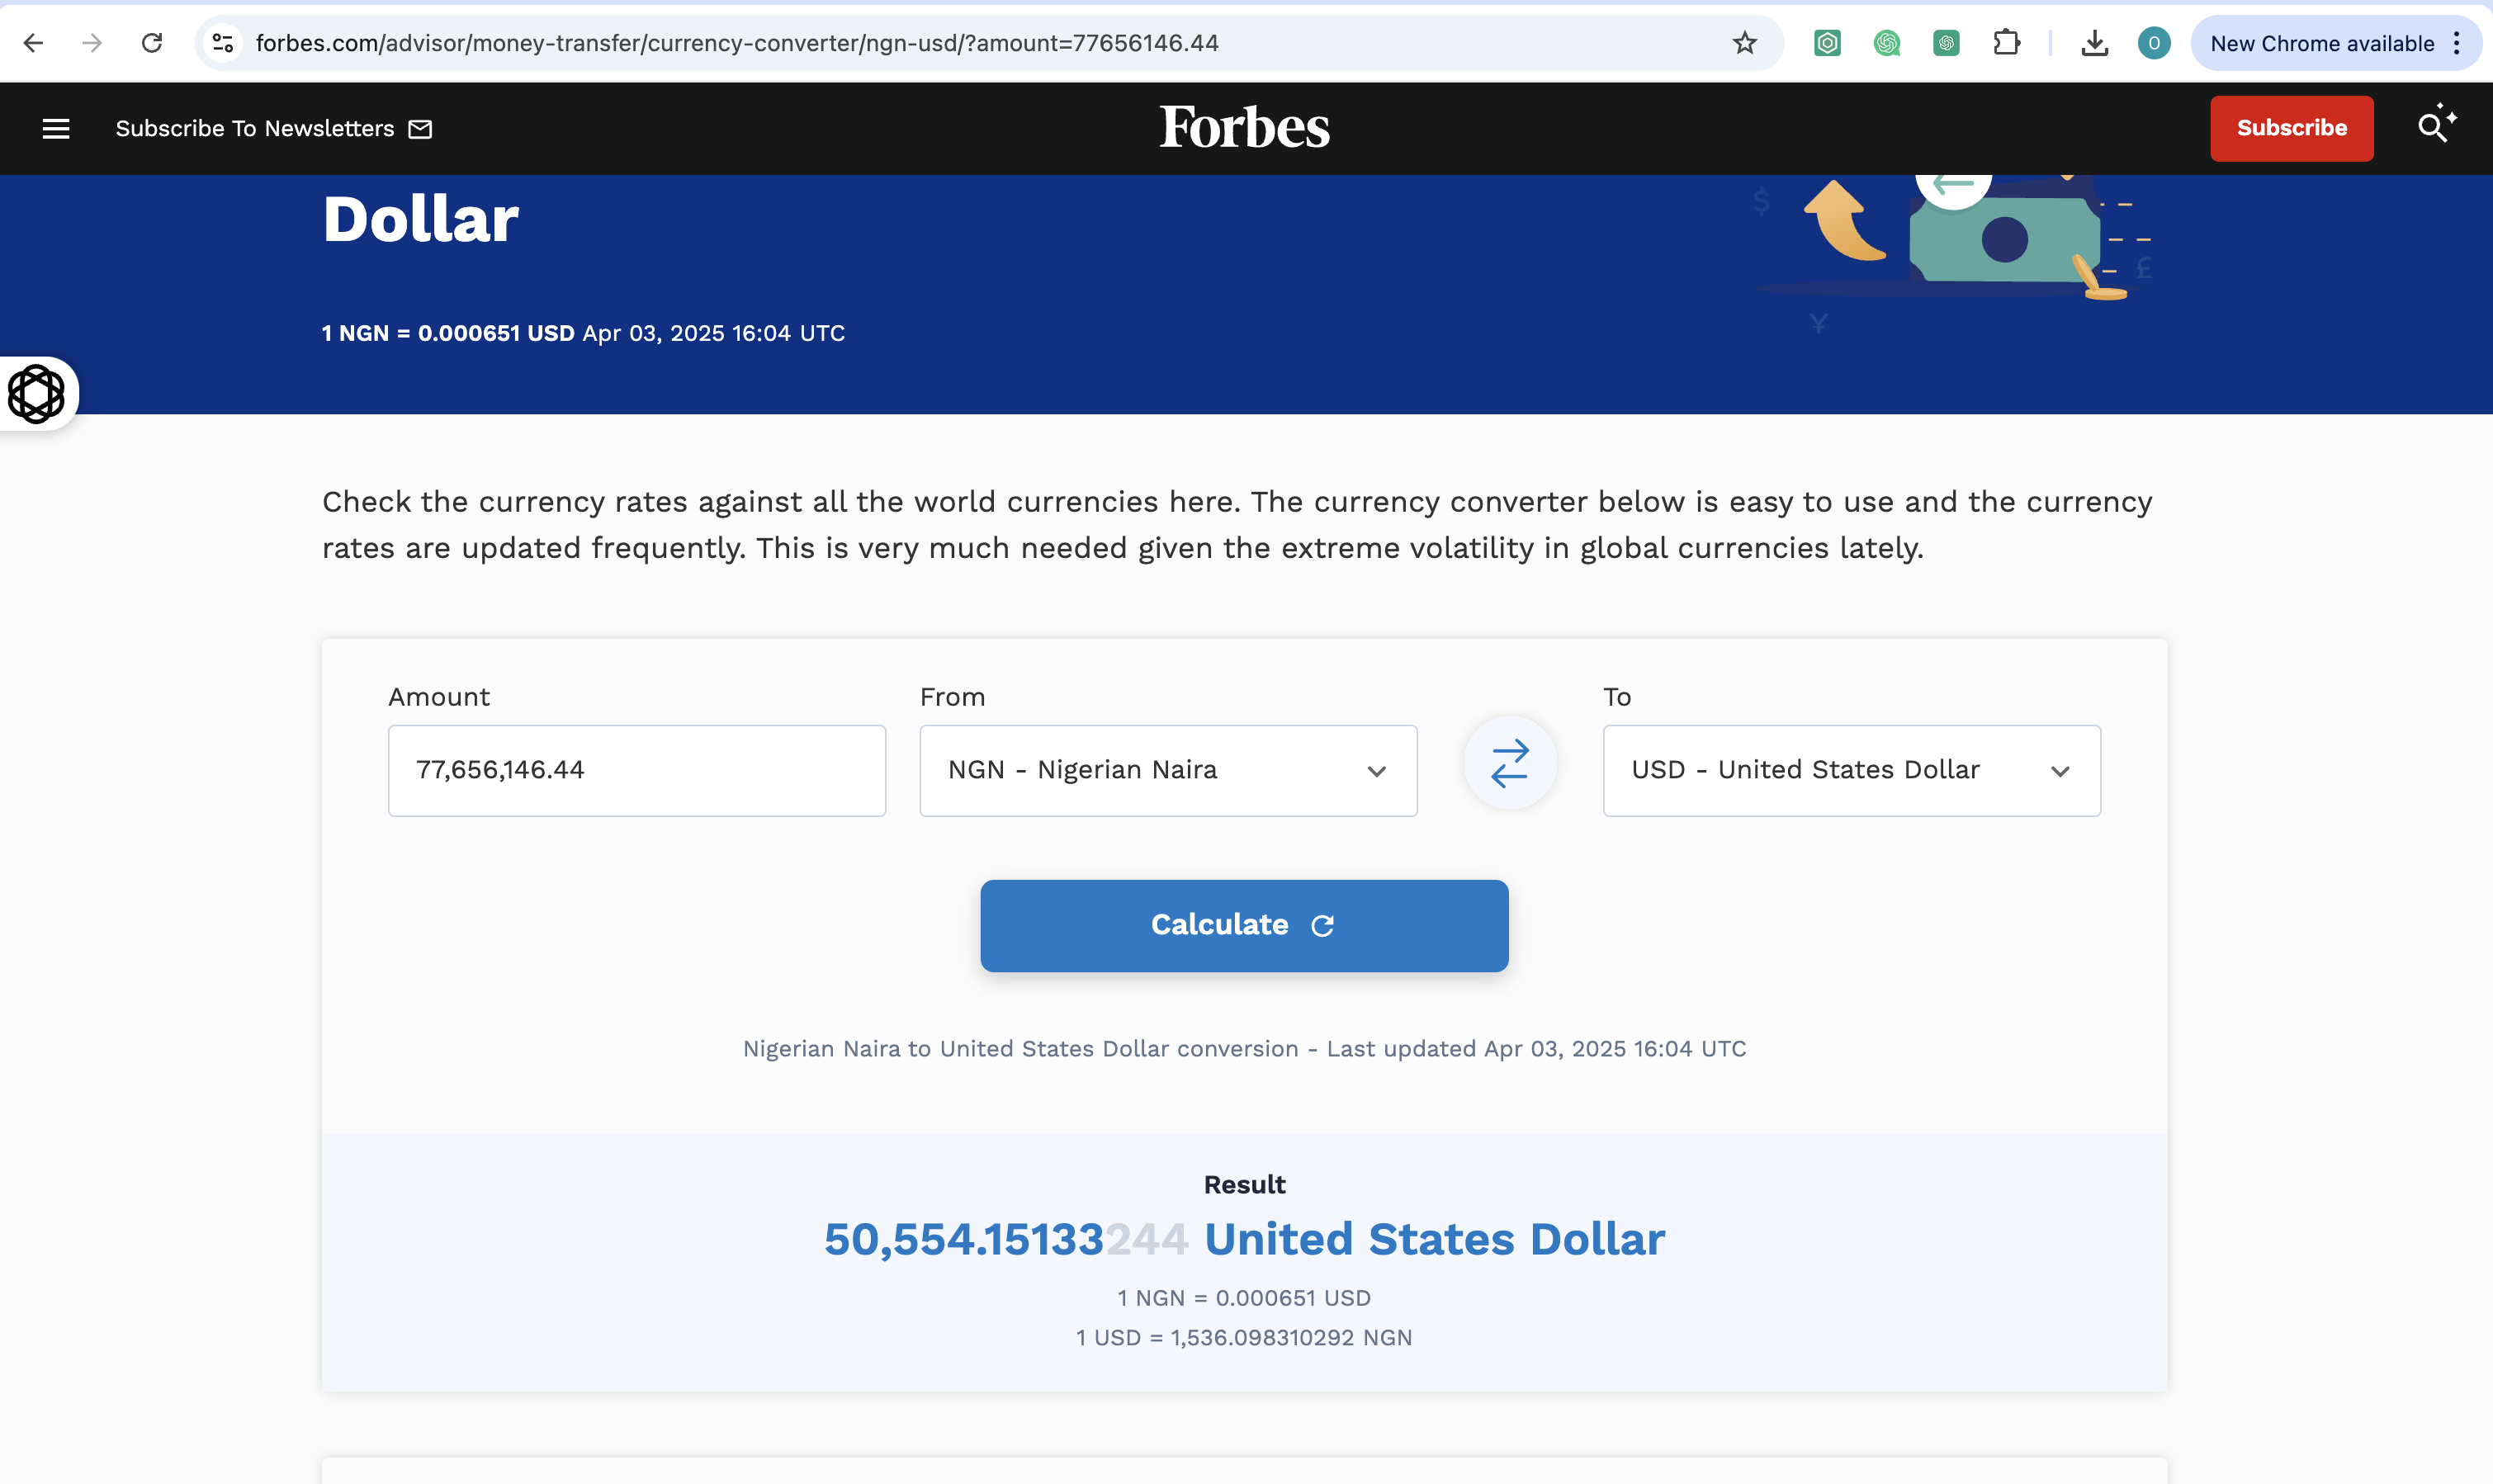 forbes.com/advisor/money-transfer/currency-converter/ngn-usd/?amount=77656146.44
O
New Chrome available
Subscribe To Newsletters
Forbes
Subscribe
Dollar
$
£
¥
1 NGN = 0.000651 USD Apr 03, 2025 16:04 UTC
Check the currency rates against all the world currencies here. The currency converter below is easy to use and the currency
rates are updated frequently. This is very much needed given the extreme volatility in global currencies lately.
Amount
From
To
77,656,146.44
NGN - Nigerian Naira
USD - United States Dollar
Calculate
Nigerian Naira to United States Dollar conversion - Last updated Apr 03, 2025 16:04 UTC
Result
50,554.15133244 United States Dollar
1 NGN = 0.000651 USD
1 USD = 1,536.098310292 NGN